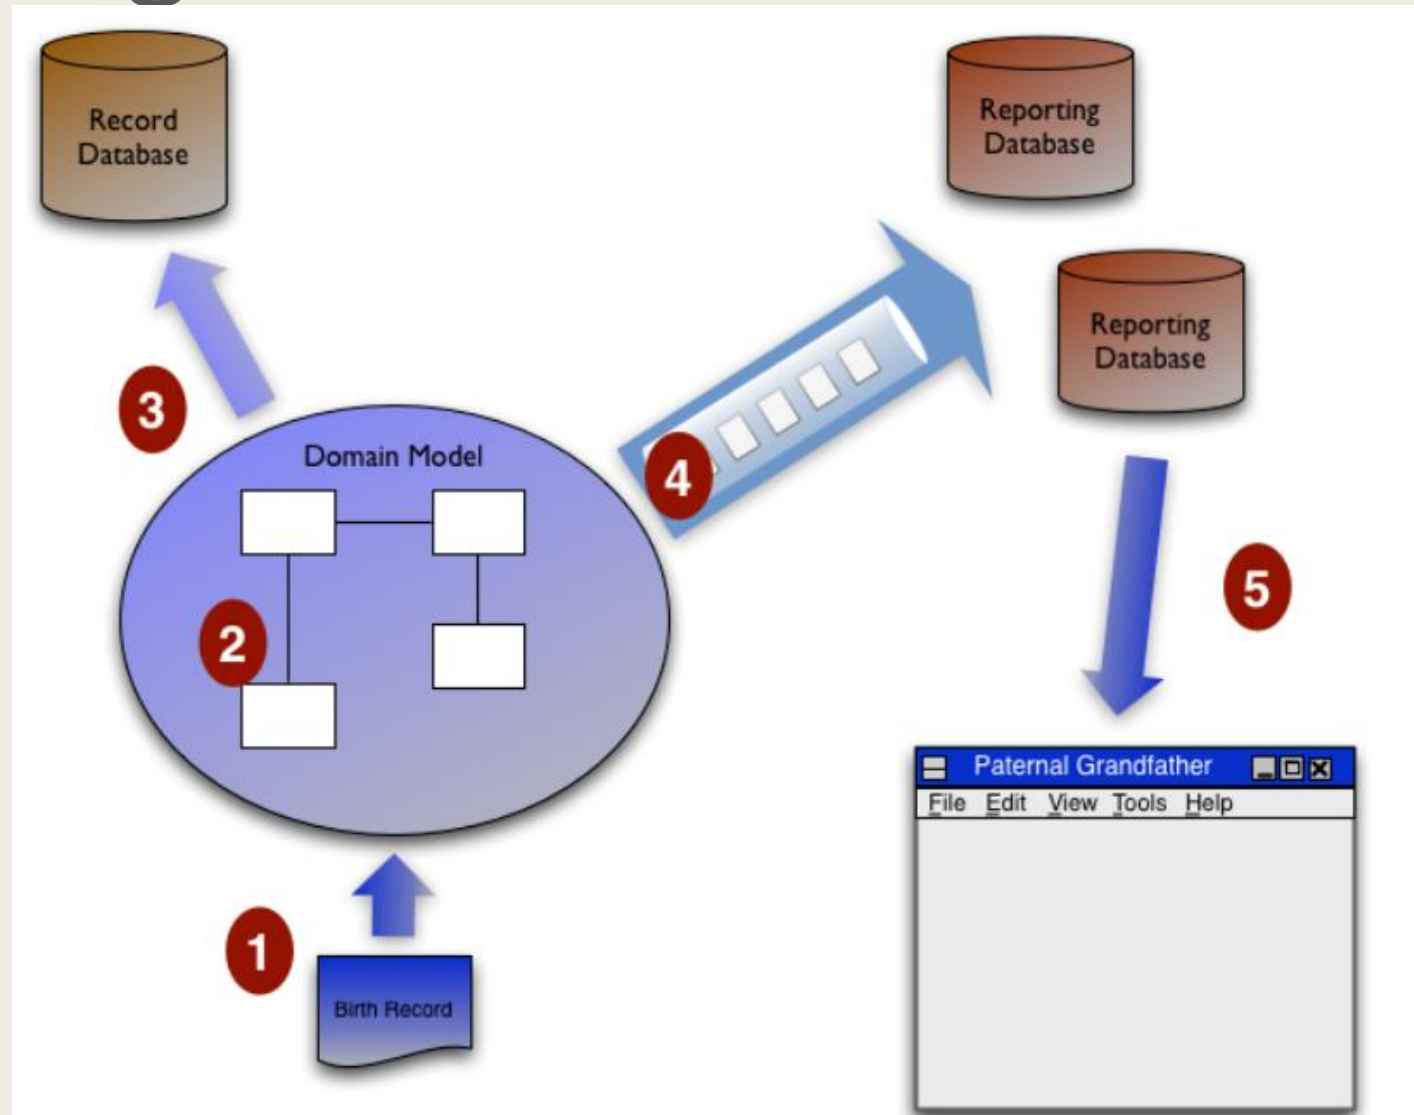 Record
Database
Reporting
Database
Reporting
Database
3
Domain Model
4
2
5
Paternal Grandfather
File Edit View Tools Help
1
Birth Record